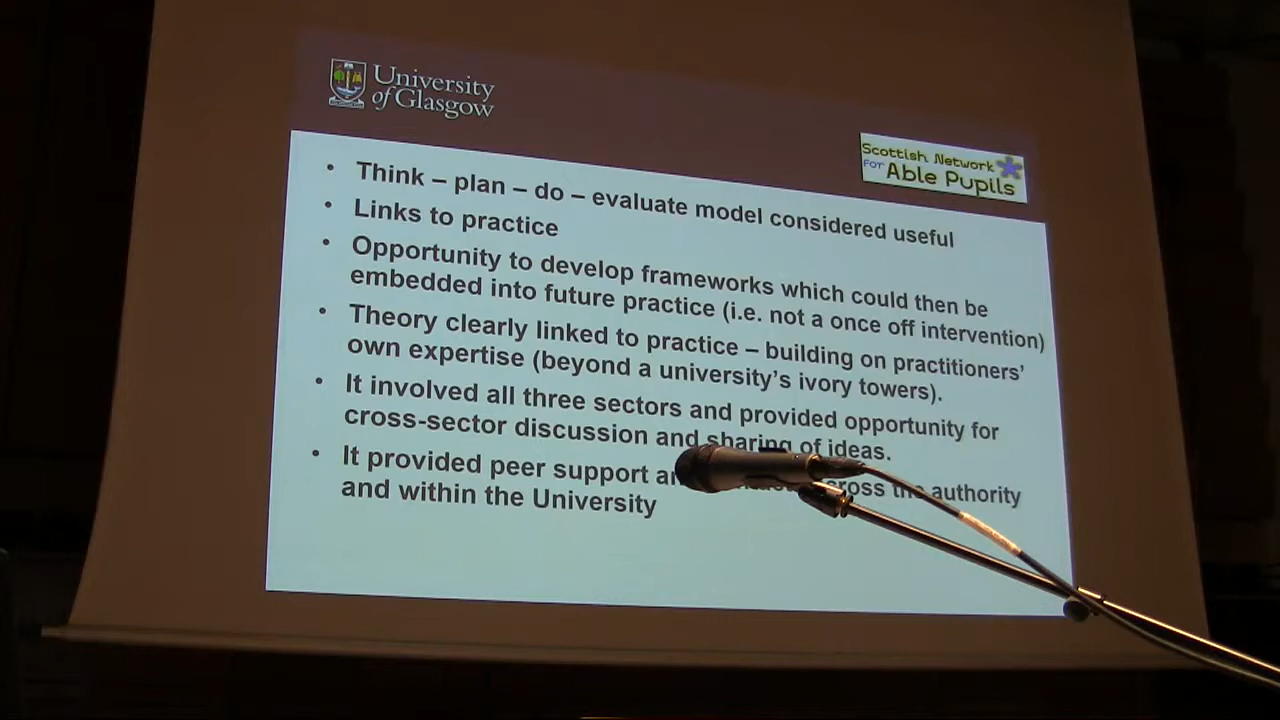 University
of Glasgow
Scottish Network
FOR Able Pupils
• Think – plan – do – evaluate model considered useful
• Links to practice
• Opportunity to develop frameworks which could then be
embedded into future practice (i.e. not a once off intervention)
• Theory clearly linked to practice – building on practitioners'
own expertise (beyond a university's ivory towers).
• It involved all three sectors and provided opportunity for
cross-sector discussion and sharing of ideas.
• It provided peer support across the authority
and within the University